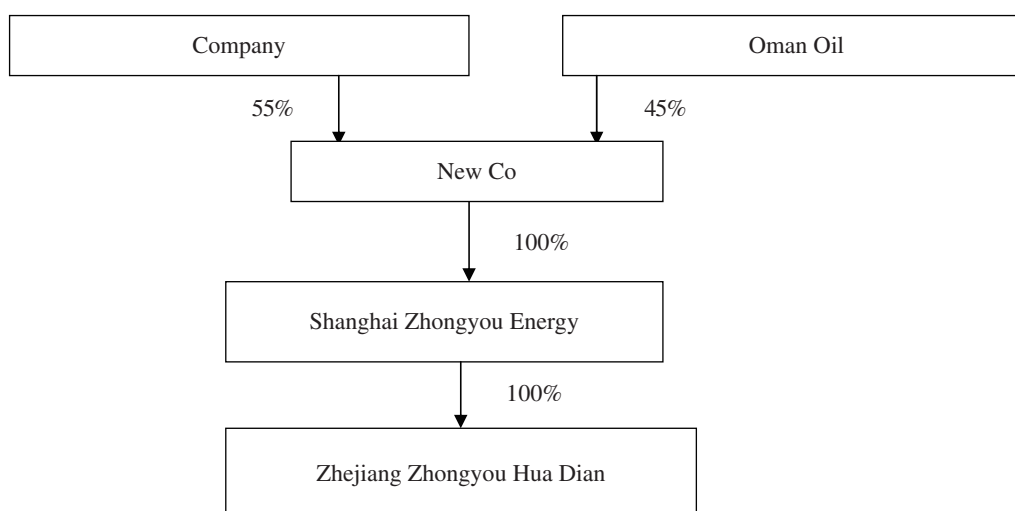 Company
Oman Oil
55%
45%
New Co
100%
Shanghai Zhongyou Energy
100%
Zhejiang Zhongyou Hua Dian